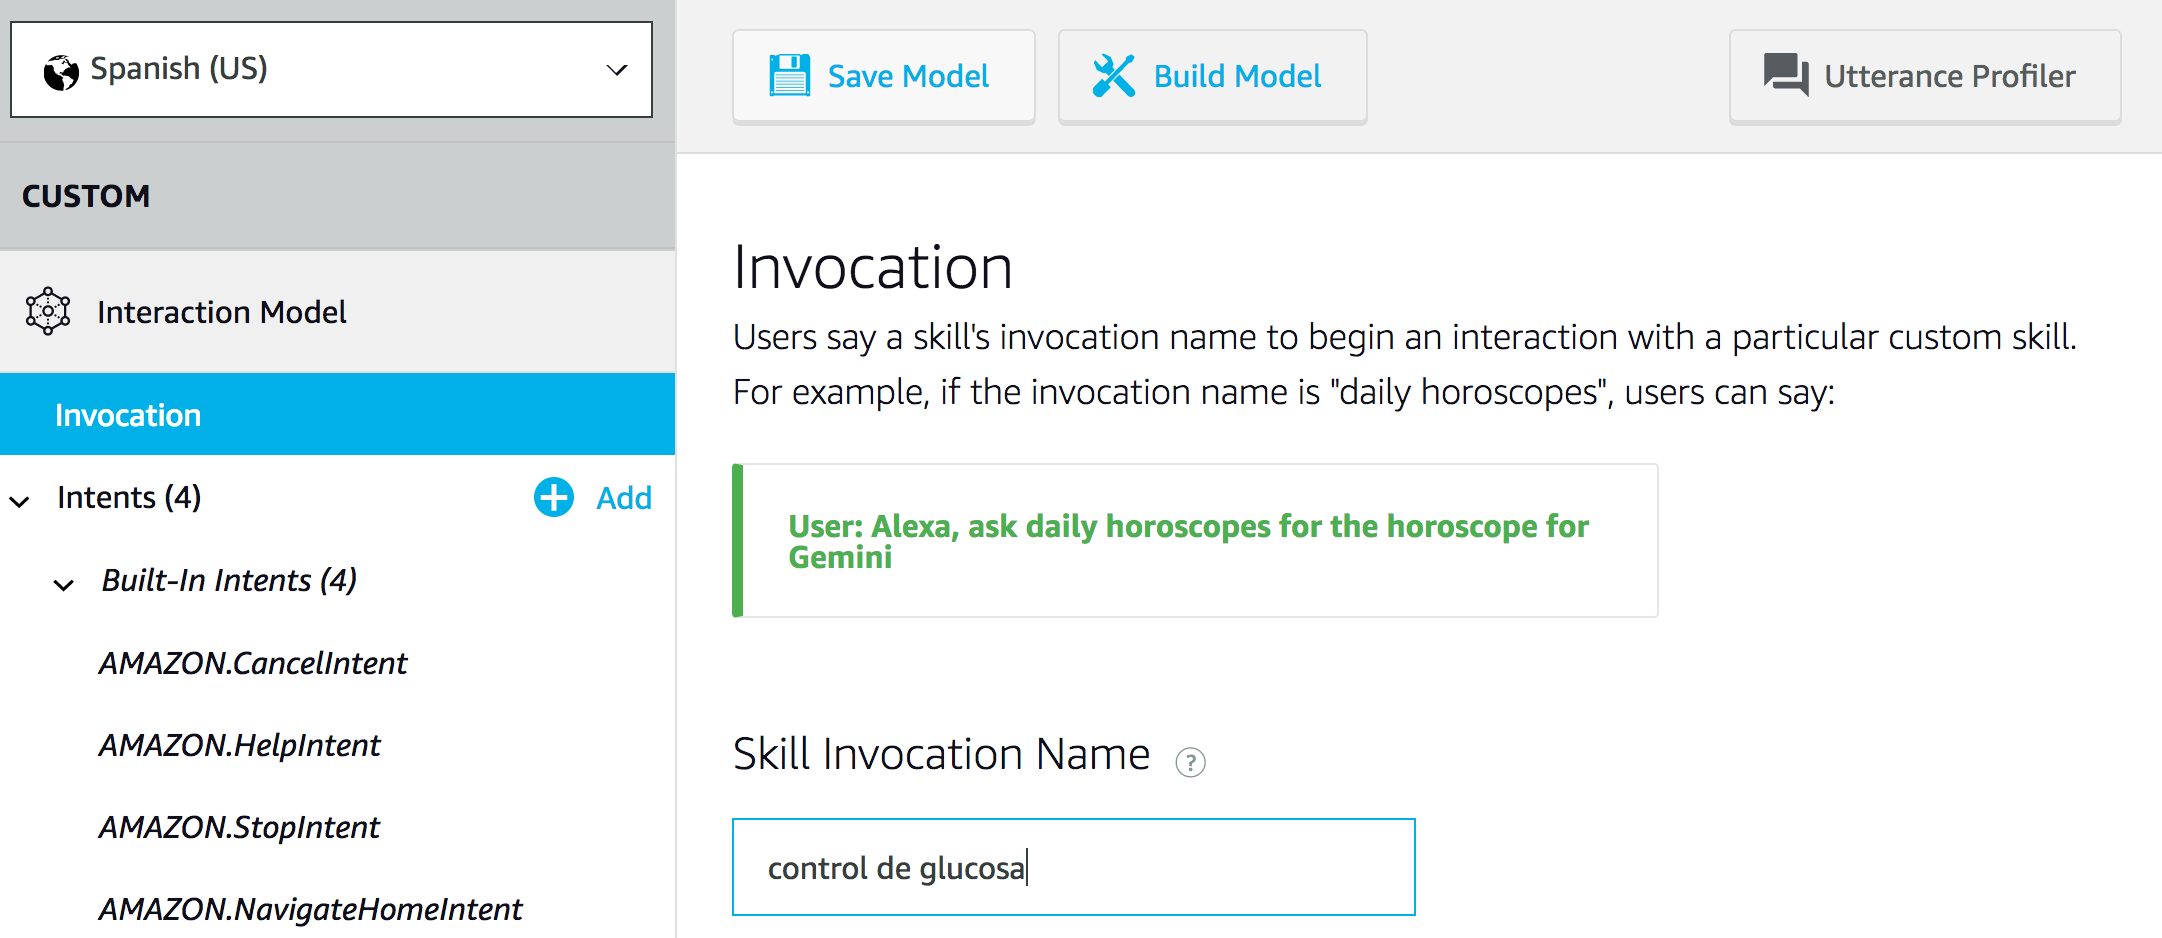 Spanish (US)
Save Model
Build Model
Utterance Profiler
CUSTOM
Interaction Model
Invocation
Intents (4)
Add
Built-In Intents (4)
AMAZON.CancelIntent
AMAZON.HelpIntent
AMAZON.StopIntent
AMAZON.NavigateHomeIntent
Invocation
Users say a skill's invocation name to begin an interaction with a particular custom skill.
For example, if the invocation name is "daily horoscopes", users can say:
User: Alexa, ask daily horoscopes for the horoscope for
Gemini
Skill Invocation Name ?
control de glucosa